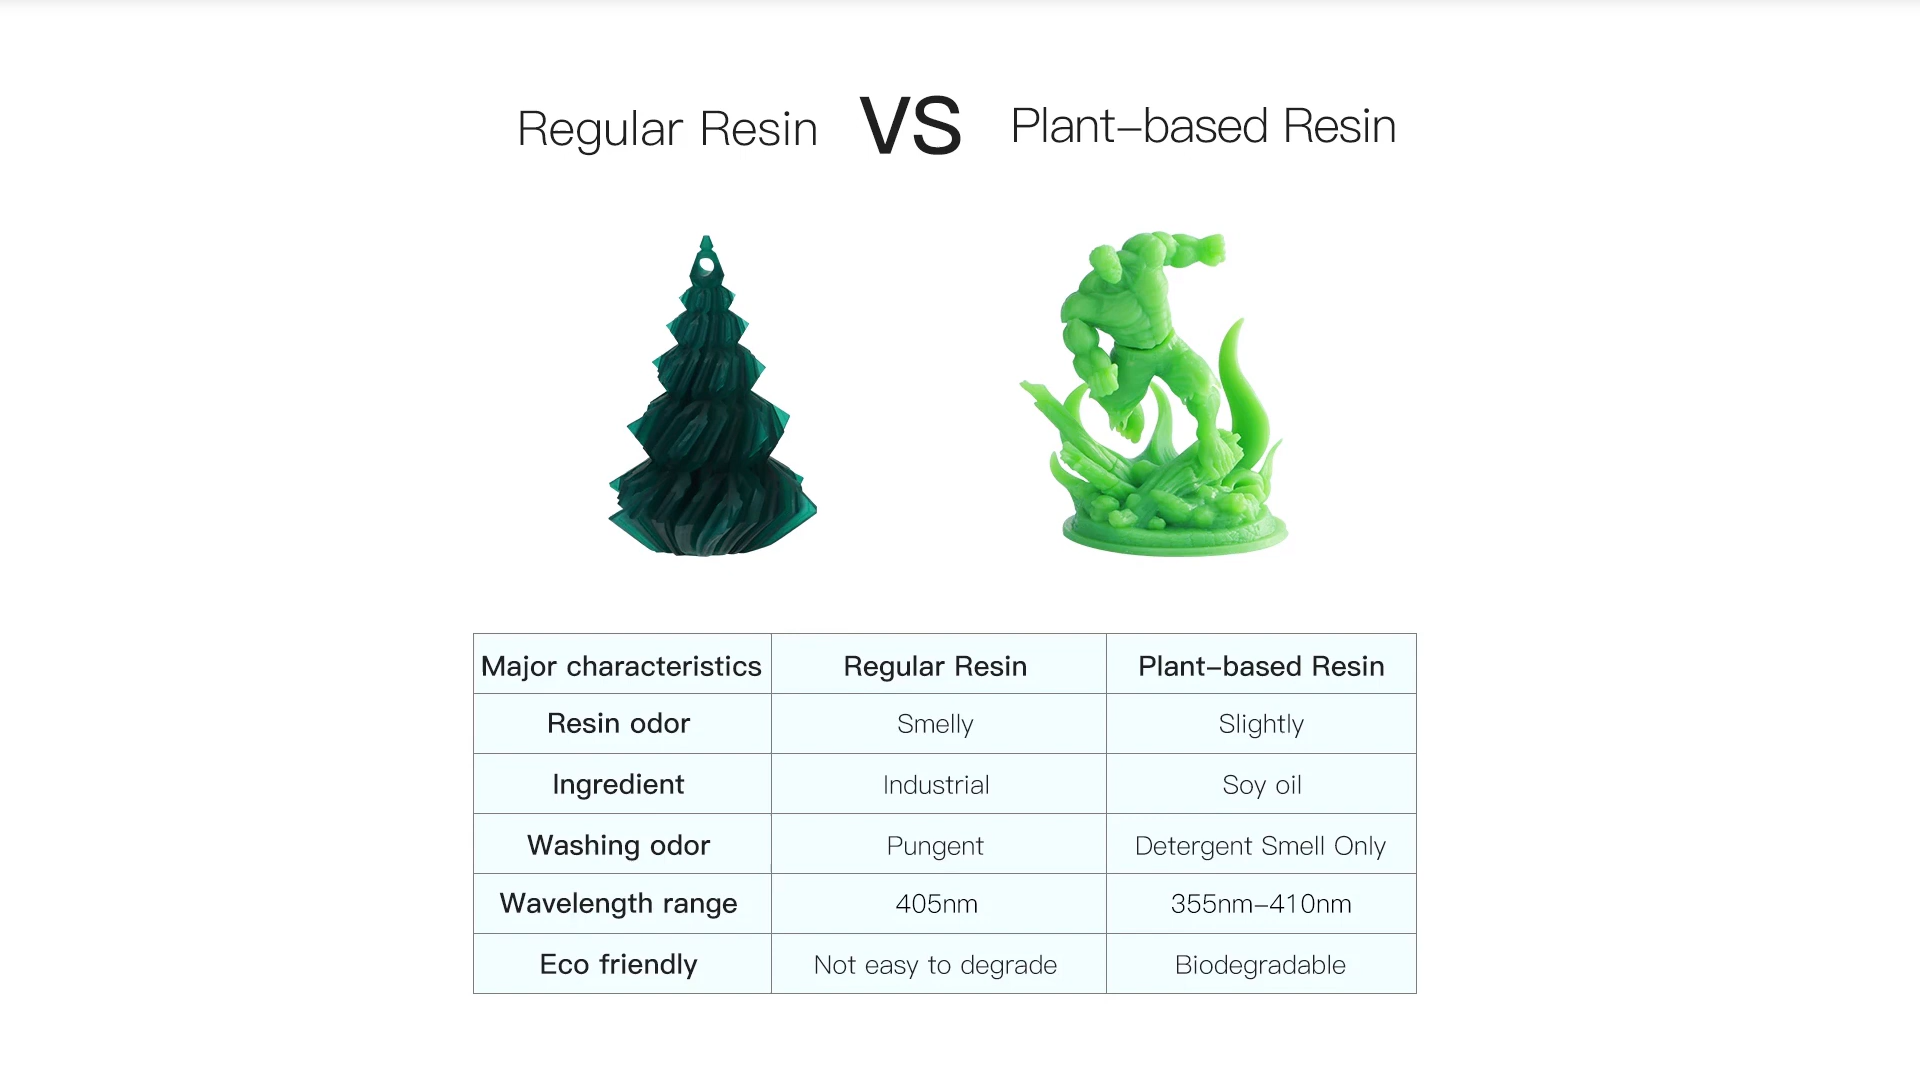 Regular Resin VS Plant-based Resin
Major characteristics Regular Resin Plant-based Resin
Resin odor Smelly Slightly
Ingredient Industrial Soy oil
Washing odor Pungent Detergent Smell Only
Wavelength range 405nm 355nm-410nm
Eco friendly Not easy to degrade Biodegradable